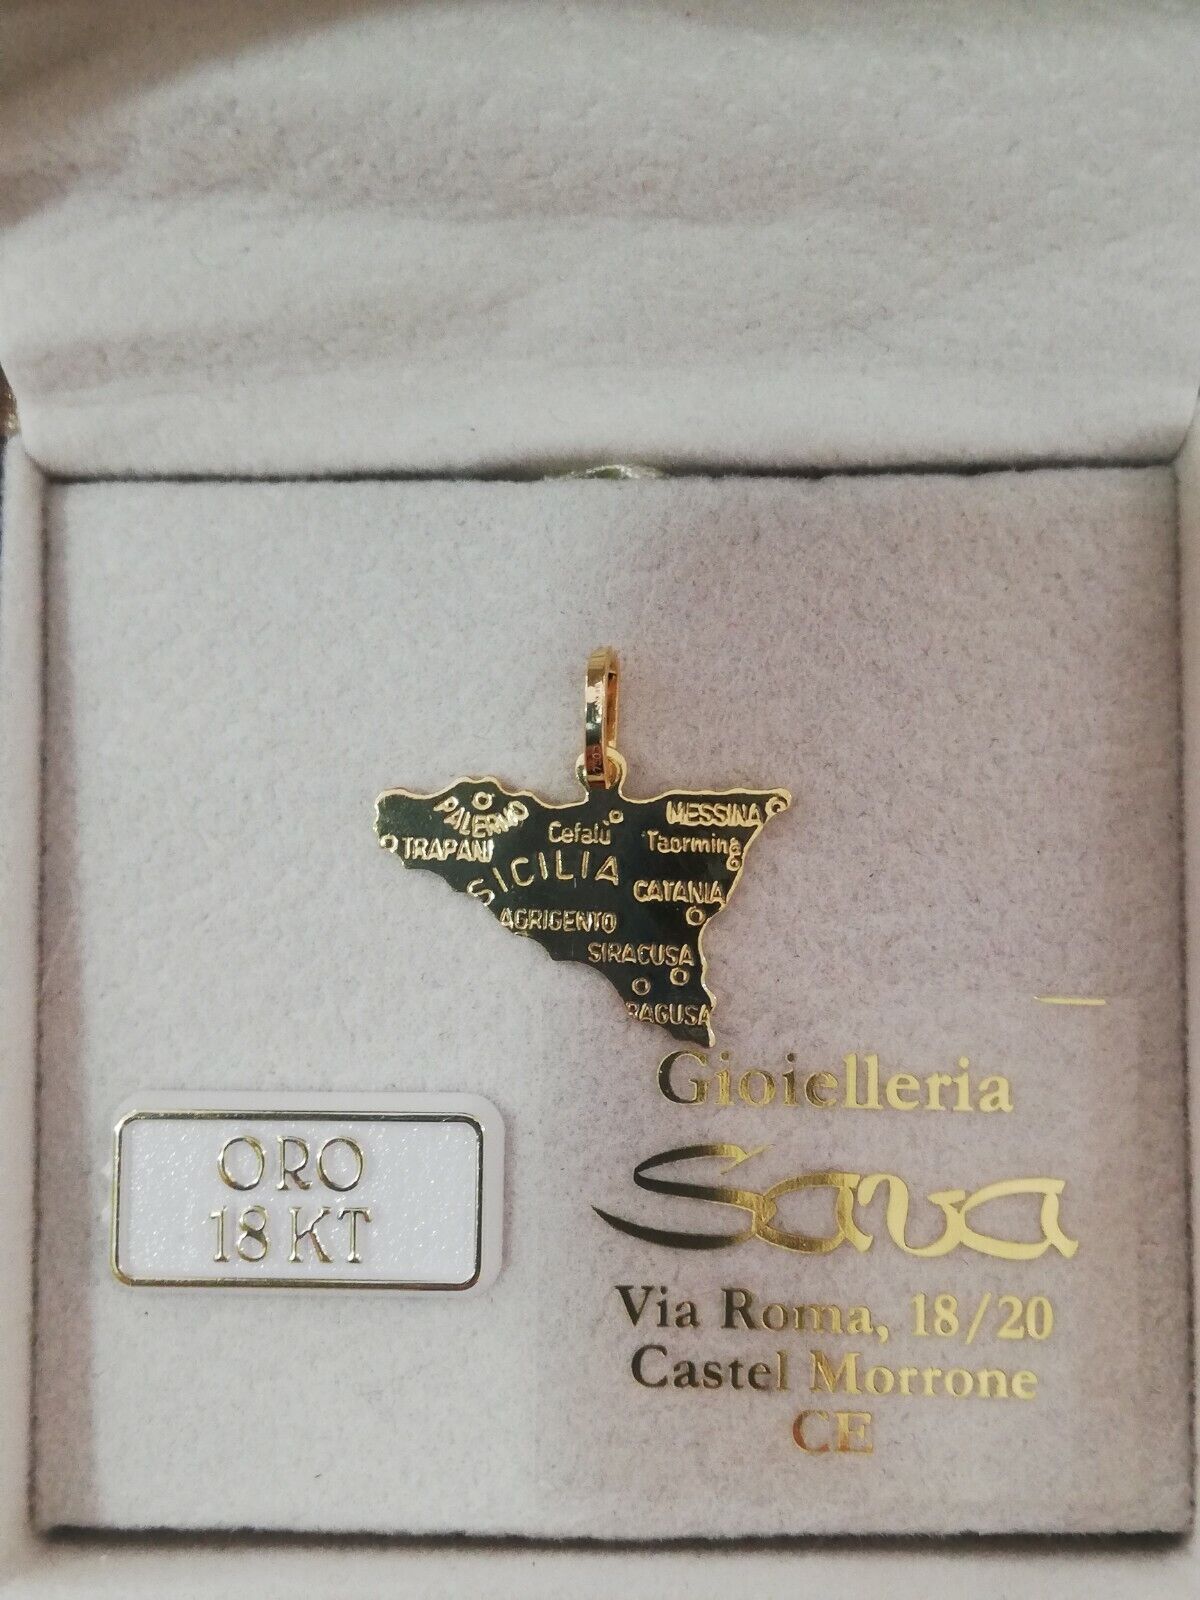 PALERMO
MESSINA
Cefalù
Taormina
TRAPANI
SICILIA
CATANIA
AGRIGENTO
SIRACUSA
RAGUSA
Gioielleria
Sava
Via Roma, 18/20
Castel Morrone
CE
ORO
18 KT